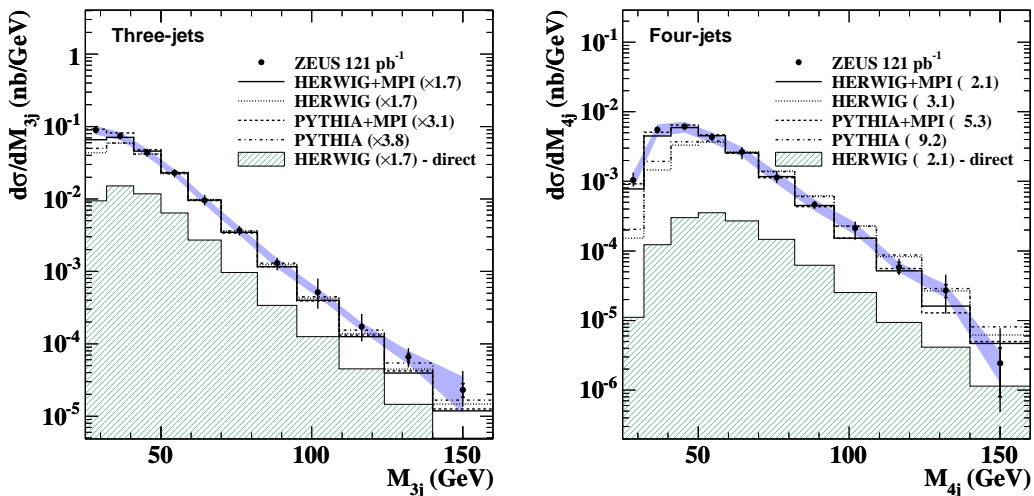 Three-jets
dσ/dM3j (nb/GeV)
1
10^-1
10^-2
10^-3
10^-4
10^-5
ZEUS 121 pb^-1
HERWIG+MPI (×1.7)
HERWIG (×1.7)
PYTHIA+MPI (×3.1)
PYTHIA (×3.8)
HERWIG (×1.7) - direct
50 100 150
M3j (GeV)
Four-jets
dσ/dM4j (nb/GeV)
10^-1
10^-2
10^-3
10^-4
10^-5
10^-6
ZEUS 121 pb^-1
HERWIG+MPI ( 2.1)
HERWIG ( 3.1)
PYTHIA+MPI ( 5.3)
PYTHIA ( 9.2)
HERWIG ( 2.1) - direct
50 100 150
M4j (GeV)